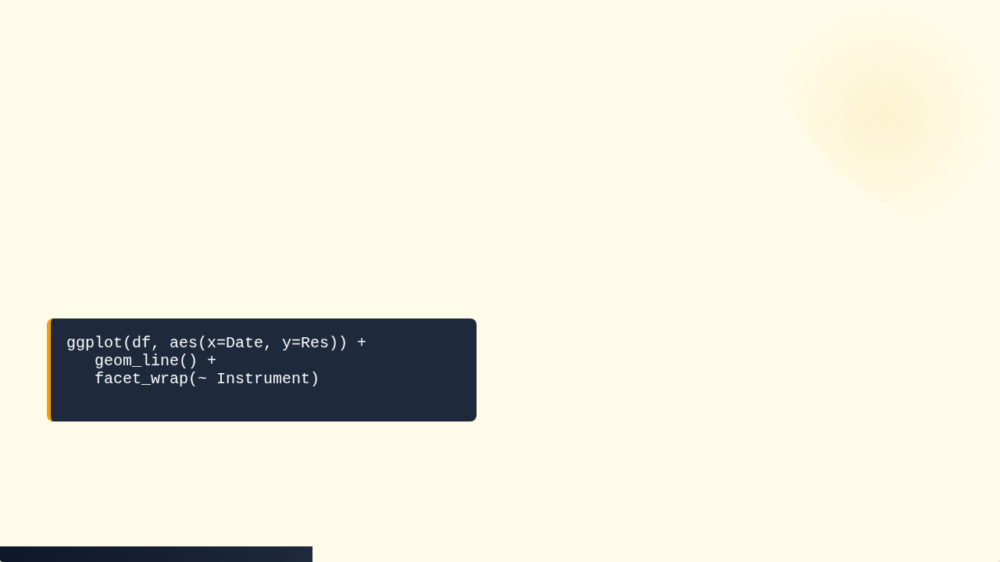 ggplot(df, aes(x=Date, y=Res)) +
   geom_line() +
   facet_wrap(~ Instrument)